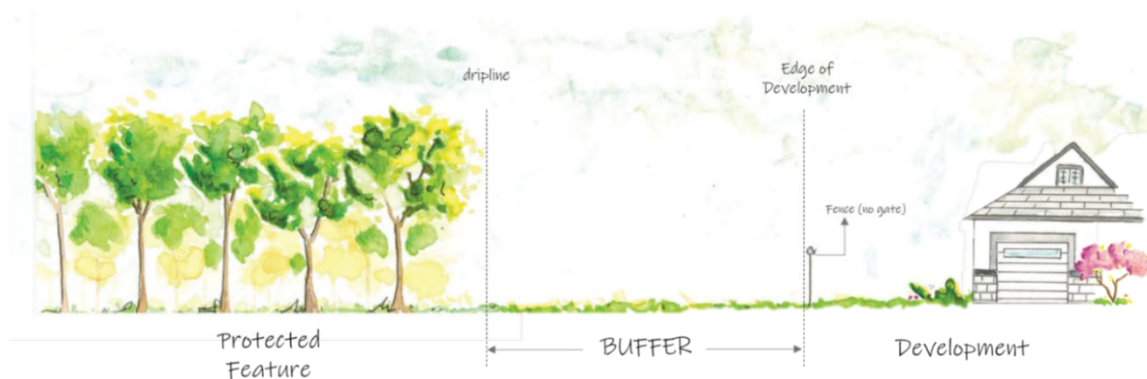 dripline
Edge of
Development
Fence (no gate)
Protected
Feature
BUFFER
Development